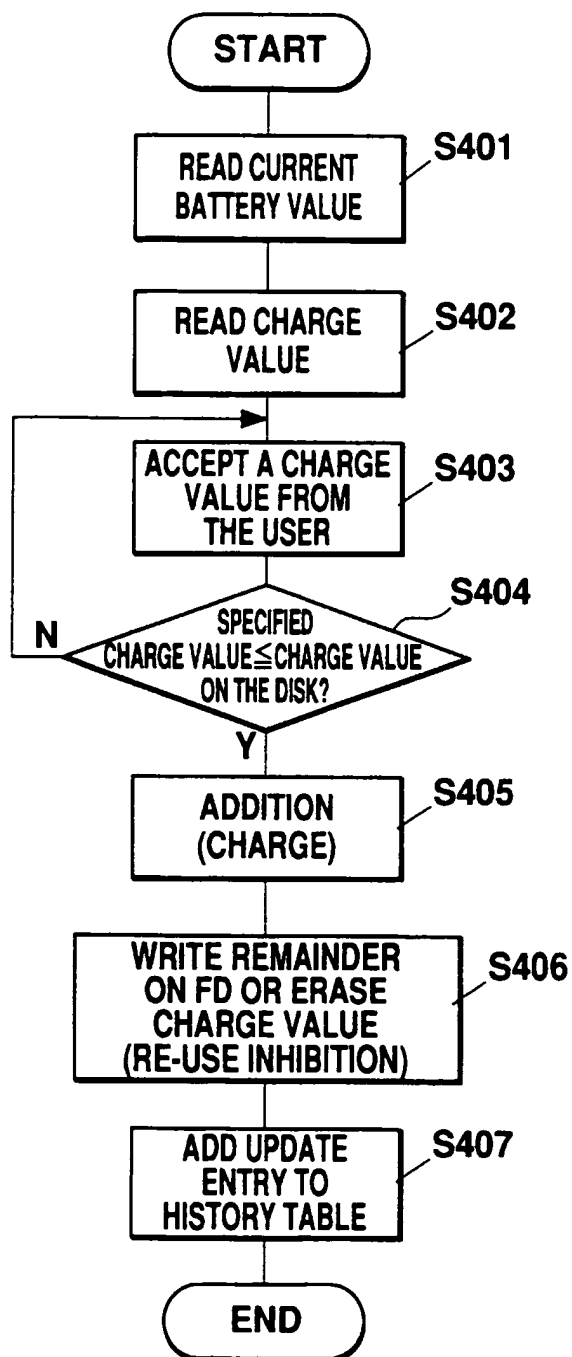 START
S401
READ CURRENT
BATTERY VALUE
S402
READ CHARGE
VALUE
S403
ACCEPT A CHARGE
VALUE FROM
THE USER
S404
N
SPECIFIED
CHARGE VALUE≦CHARGE VALUE
ON THE DISK?
Y
S405
ADDITION
(CHARGE)
S406
WRITE REMAINDER
ON FD OR ERASE
CHARGE VALUE
(RE-USE INHIBITION)
S407
ADD UPDATE
ENTRY TO
HISTORY TABLE
END